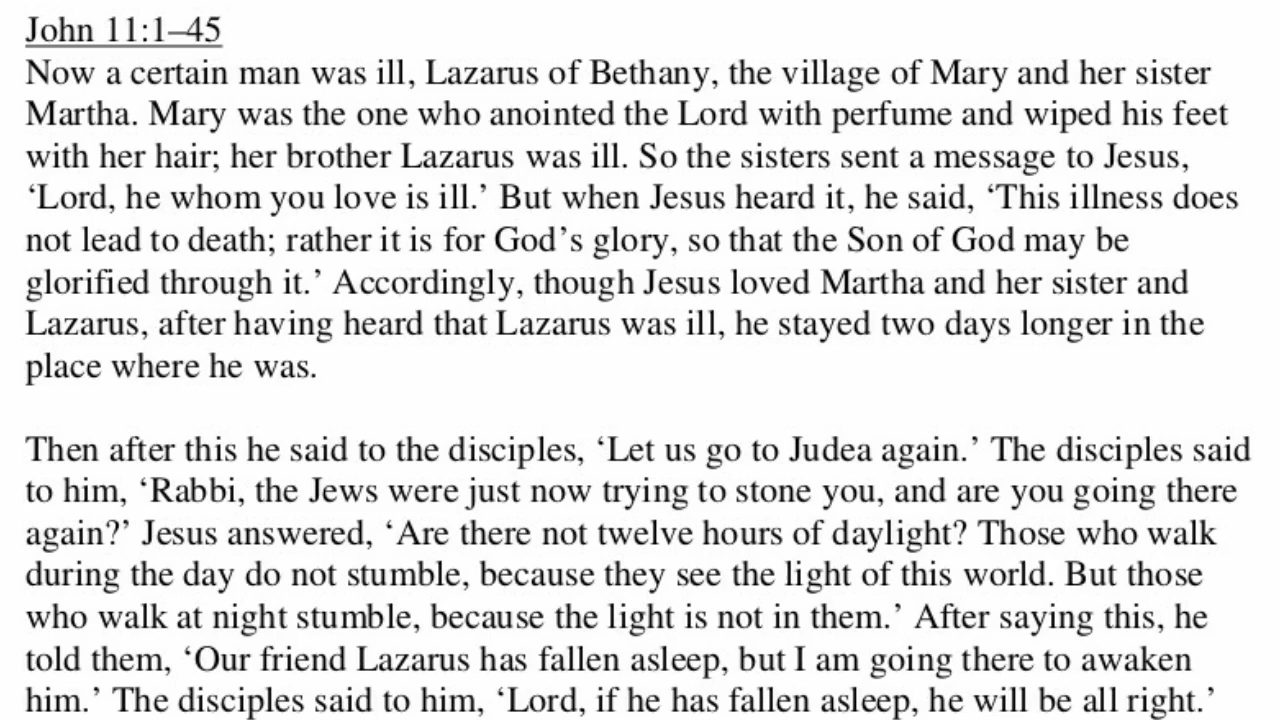 John 11:1–45
Now a certain man was ill, Lazarus of Bethany, the village of Mary and her sister
Martha. Mary was the one who anointed the Lord with perfume and wiped his feet
with her hair; her brother Lazarus was ill. So the sisters sent a message to Jesus,
‘Lord, he whom you love is ill.’ But when Jesus heard it, he said, ‘This illness does
not lead to death; rather it is for God’s glory, so that the Son of God may be
glorified through it.’ Accordingly, though Jesus loved Martha and her sister and
Lazarus, after having heard that Lazarus was ill, he stayed two days longer in the
place where he was.

Then after this he said to the disciples, ‘Let us go to Judea again.’ The disciples said
to him, ‘Rabbi, the Jews were just now trying to stone you, and are you going there
again?’ Jesus answered, ‘Are there not twelve hours of daylight? Those who walk
during the day do not stumble, because they see the light of this world. But those
who walk at night stumble, because the light is not in them.’ After saying this, he
told them, ‘Our friend Lazarus has fallen asleep, but I am going there to awaken
him.’ The disciples said to him, ‘Lord, if he has fallen asleep, he will be all right.’